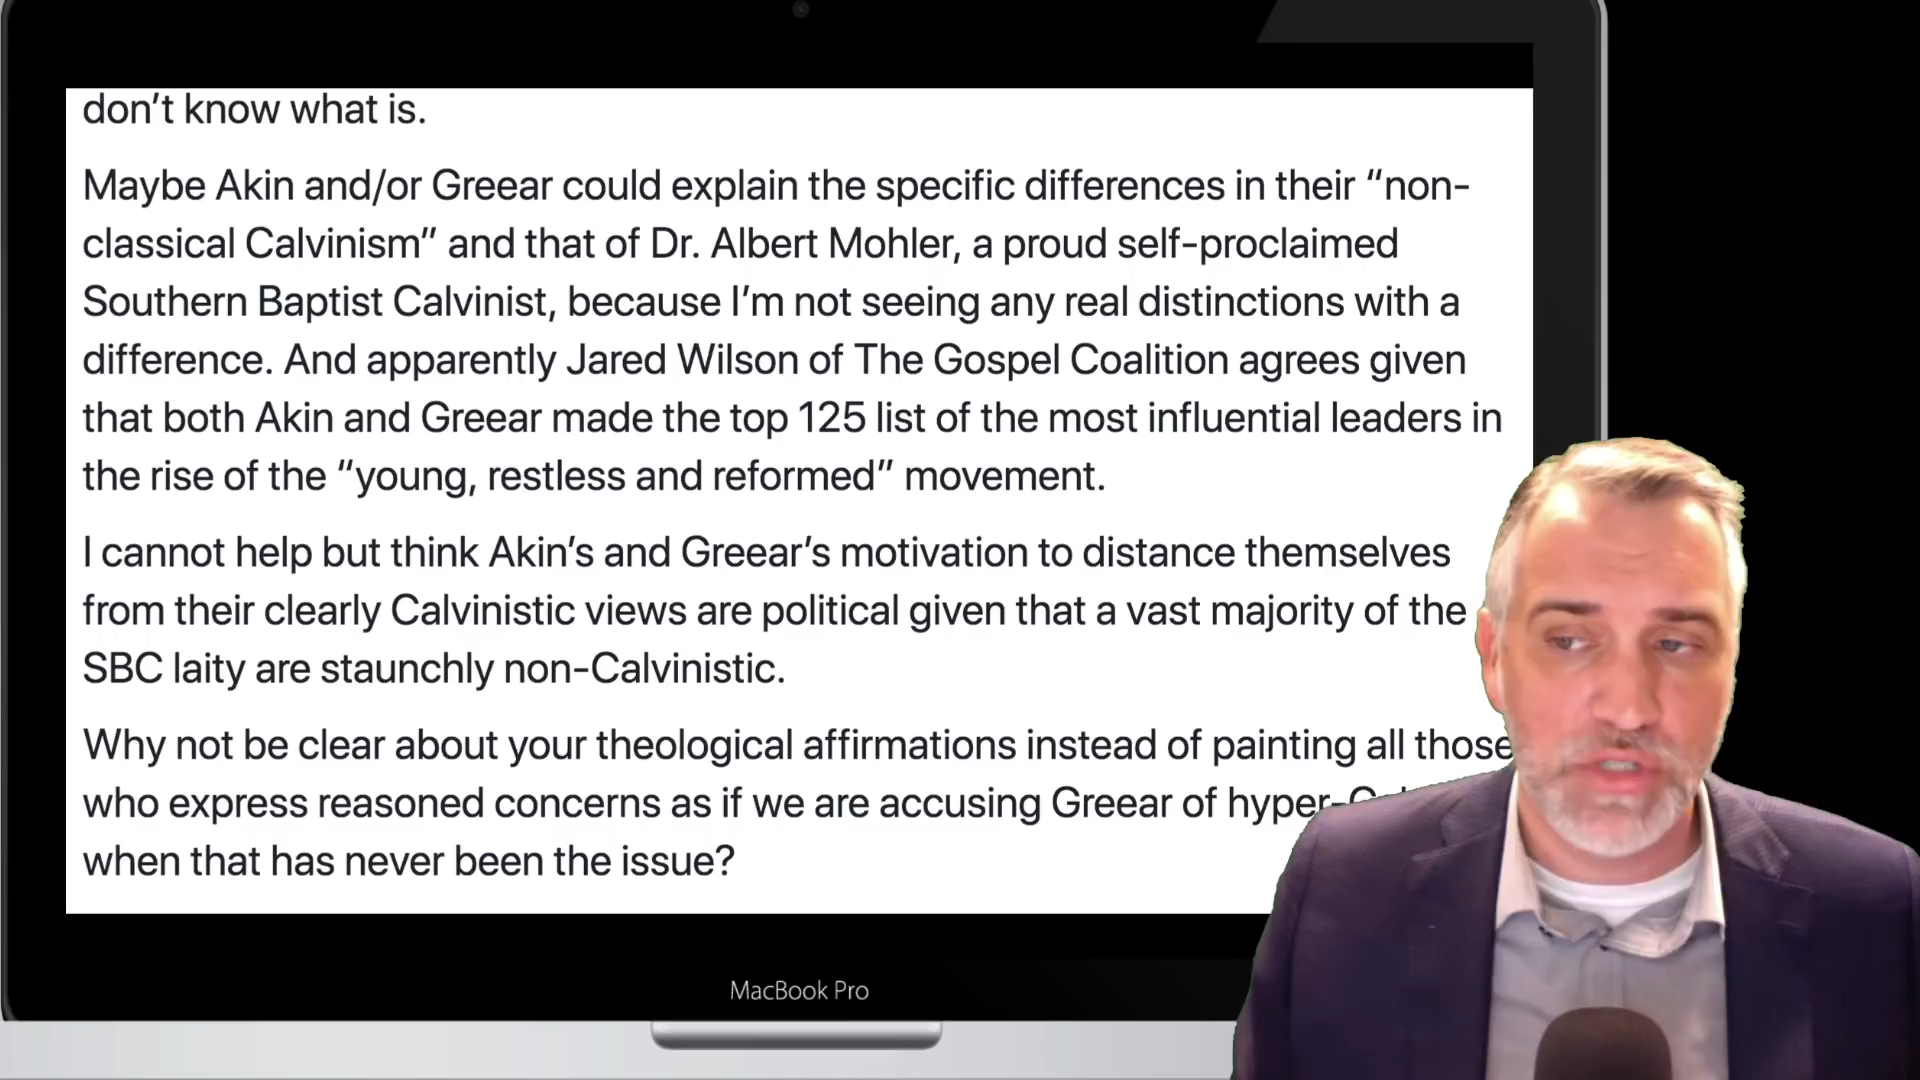 don’t know what is.
Maybe Akin and/or Greear could explain the specific differences in their “non-
classical Calvinism” and that of Dr. Albert Mohler, a proud self-proclaimed
Southern Baptist Calvinist, because I’m not seeing any real distinctions with a
difference. And apparently Jared Wilson of The Gospel Coalition agrees given
that both Akin and Greear made the top 125 list of the most influential leaders in
the rise of the “young, restless and reformed” movement.
I cannot help but think Akin’s and Greear’s motivation to distance themselves
from their clearly Calvinistic views are political given that a vast majority of the
SBC laity are staunchly non-Calvinistic.
Why not be clear about your theological affirmations instead of painting all those
who express reasoned concerns as if we are accusing Greear of
when that has never been the issue?
MacBook Pro